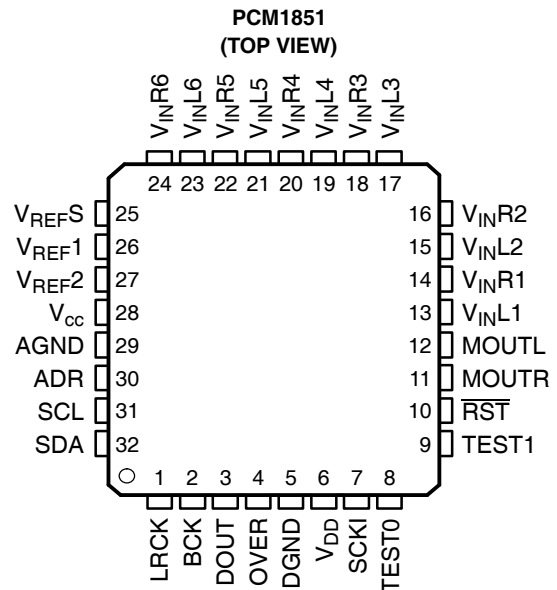 PCM1851
(TOP VIEW)
VINR6
VINL6
VINR5
VINL5
VINR4
VINL4
VINR3
VINL3
24 23 22 21 20 19 18 17
VREFS 25
VREF1 26
VREF2 27
Vcc 28
AGND 29
ADR 30
SCL 31
SDA 32
16 VINR2
15 VINL2
14 VINR1
13 VINL1
12 MOUTL
11 MOUTR
10 RST
9 TEST1
1 2 3 4 5 6 7 8
LRCK
BCK
DOUT
OVER
DGND
VDD
SCKI
TEST0